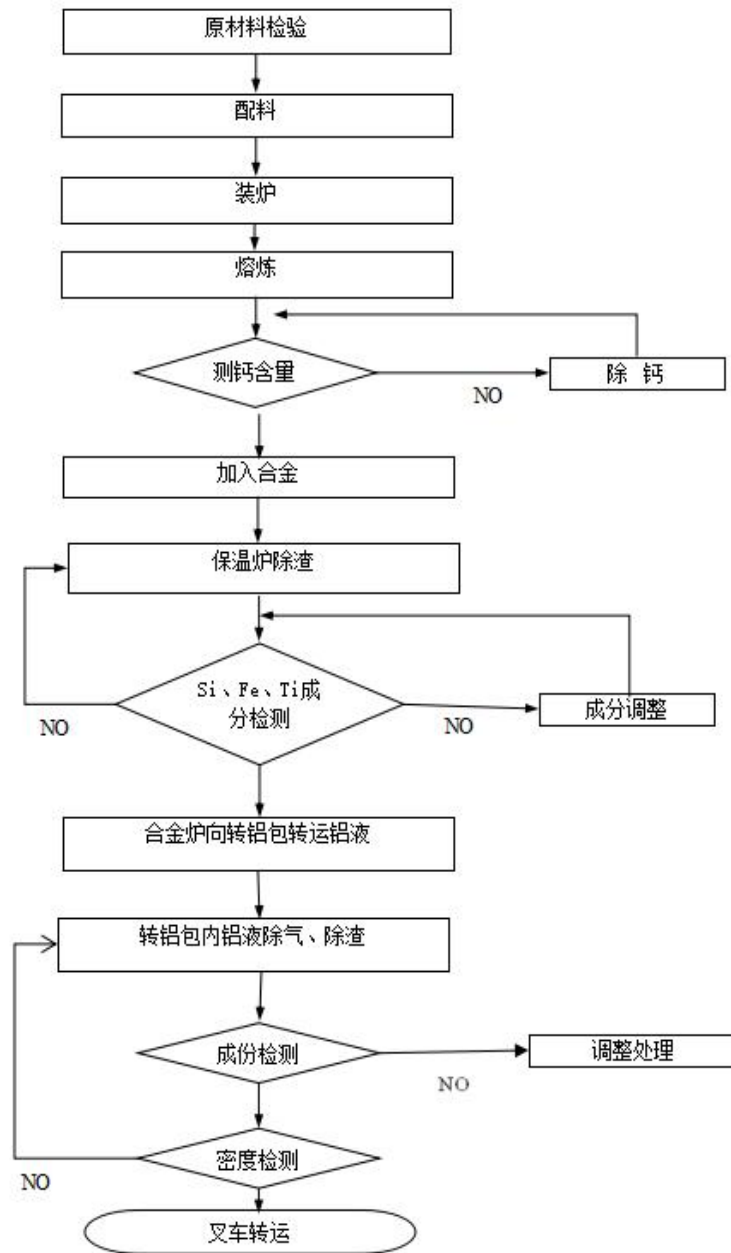 原材料检验
配料
装炉
熔炼
测钙含量
NO
除 钙
加入合金
保温炉除渣
Si、Fe、Ti成
分检测
NO
NO
成分调整
合金炉向转铝包转运铝液
转铝包内铝液除气、除渣
成份检测
NO
调整处理
密度检测
NO
叉车转运